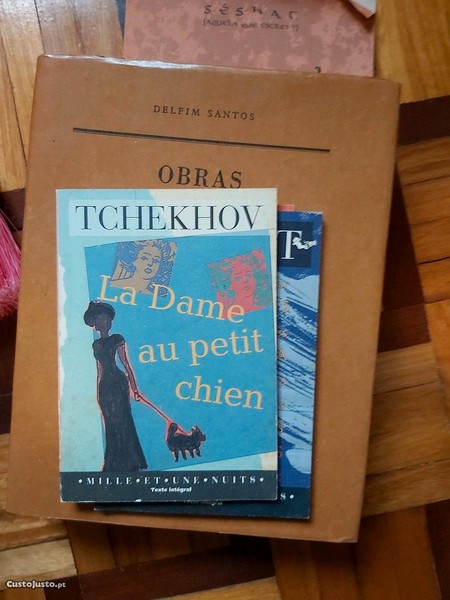 SESHAT
DELFIM SANTOS
OBRAS
TCHEKHOV
T
La Dame
au petit
chien
•MILLE•ET•UNE•NUITS•
Texte intégral
S•
CustoJusto.pt